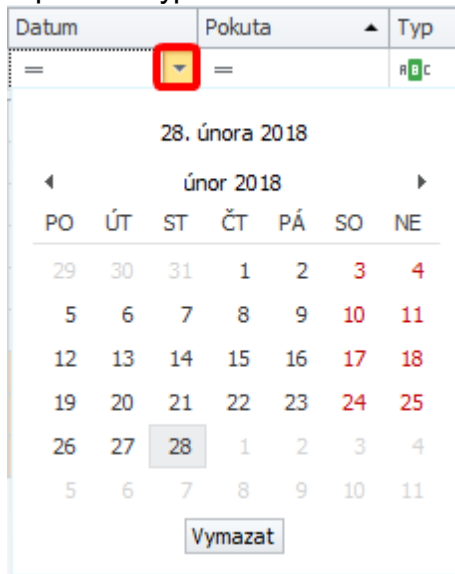 Datum Pokuta Typ
= = ABC
28. února 2018
únor 2018
PO ÚT ST ČT PÁ SO NE
29 30 31 1 2 3 4
5 6 7 8 9 10 11
12 13 14 15 16 17 18
19 20 21 22 23 24 25
26 27 28 1 2 3 4
5 6 7 8 9 10 11
Vymazat